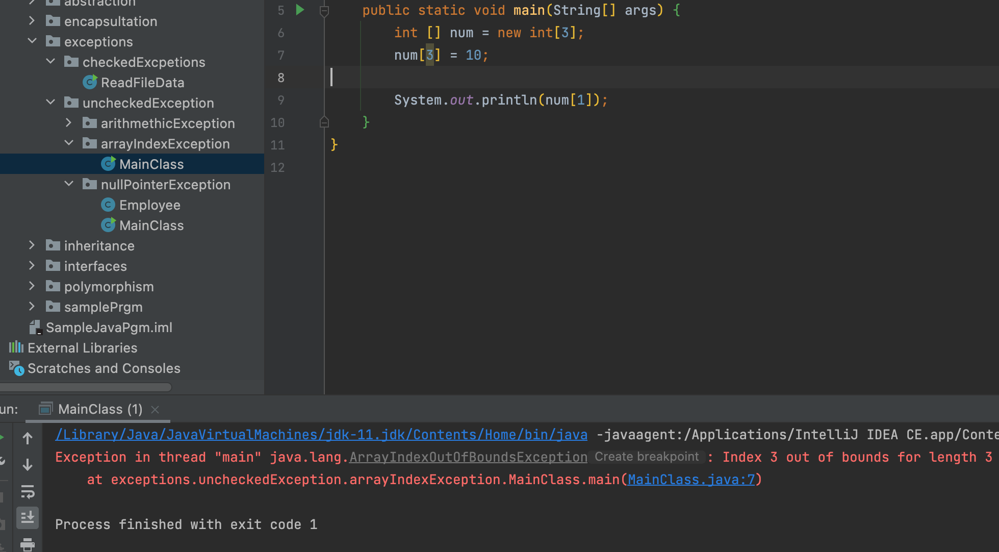 abstraction
encapsultation
exceptions
checkedExcpetions
ReadFileData
uncheckedException
arithmethicException
arrayIndexException
MainClass
nullPointerException
Employee
MainClass
inheritance
interfaces
polymorphism
samplePrgm
SampleJavaPgm.iml
External Libraries
Scratches and Consoles
5 public static void main(String[] args) {
6 int [] num = new int[3];
7 num[3] = 10;
8
9 System.out.println(num[1]);
10 }
11 }
12
un: MainClass (1)
/Library/Java/JavaVirtualMachines/jdk-11.jdk/Contents/Home/bin/java -javaagent:/Applications/IntelliJ IDEA CE.app/Conte
Exception in thread "main" java.lang.ArrayIndexOutOfBoundsException Create breakpoint : Index 3 out of bounds for length 3
at exceptions.uncheckedException.arrayIndexException.MainClass.main(MainClass.java:7)
Process finished with exit code 1